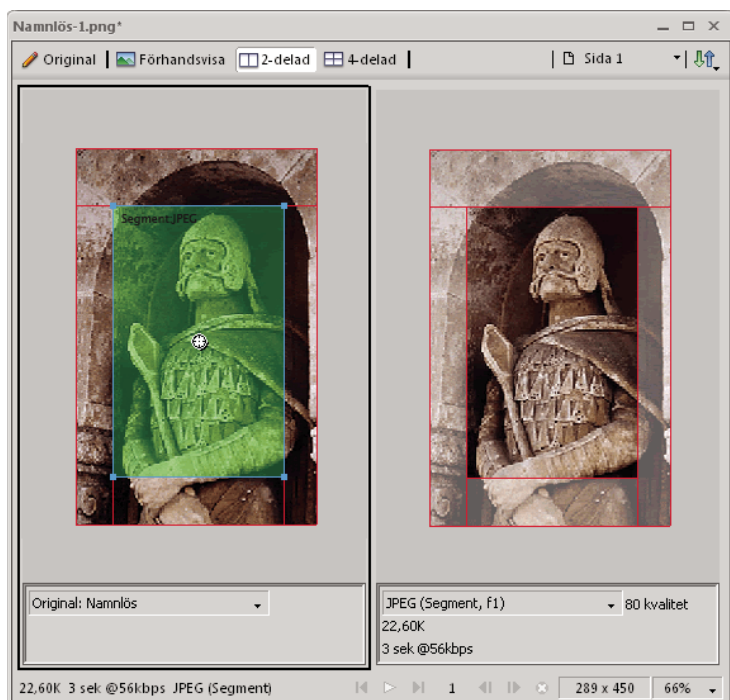 Namnlös-1.png*
Original Förhandsvisa 2-delad 4-delad Sida 1
Segment:JPEG
Original: Namnlös
JPEG (Segment, f1) 80 kvalitet
22,60K
3 sek @56kbps
22,60K 3 sek @56kbps JPEG (Segment) 1 289 x 450 66%